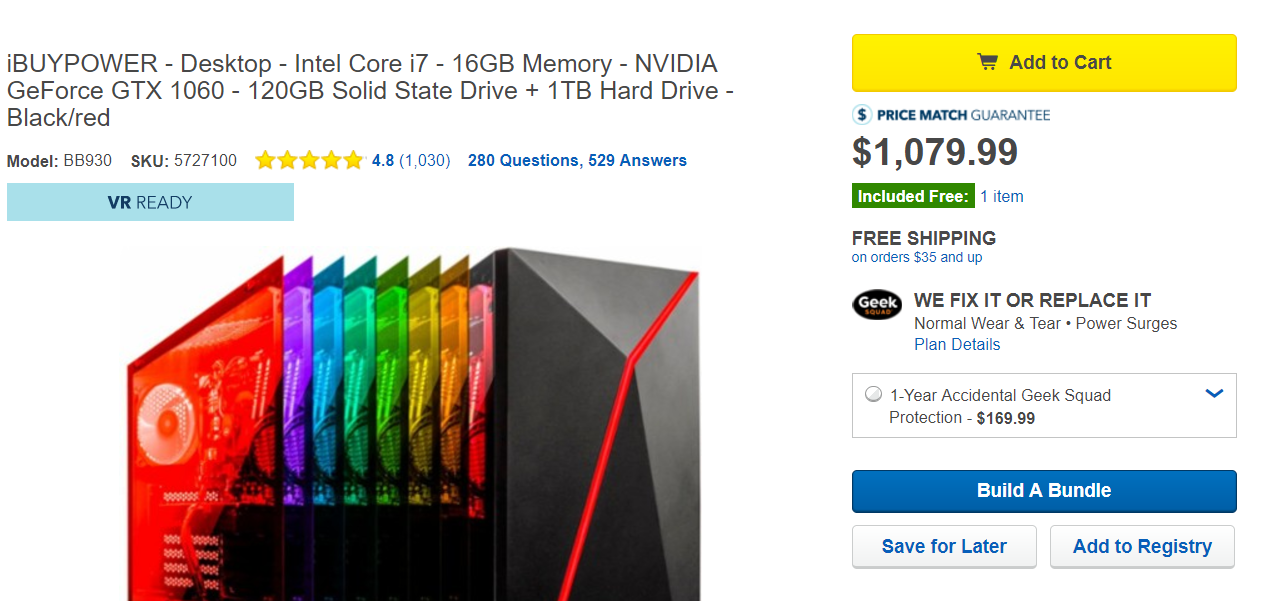 iBUYPOWER - Desktop - Intel Core i7 - 16GB Memory - NVIDIA
GeForce GTX 1060 - 120GB Solid State Drive + 1TB Hard Drive -
Black/red
Model: BB930 SKU: 5727100 4.8 (1,030) 280 Questions, 529 Answers
VR READY
Add to Cart
$ PRICE MATCH GUARANTEE
$1,079.99
Included Free: 1 item
FREE SHIPPING
on orders $35 and up
Geek
SQUAD
WE FIX IT OR REPLACE IT
Normal Wear & Tear • Power Surges
Plan Details
1-Year Accidental Geek Squad
Protection - $169.99
Build A Bundle
Save for Later
Add to Registry